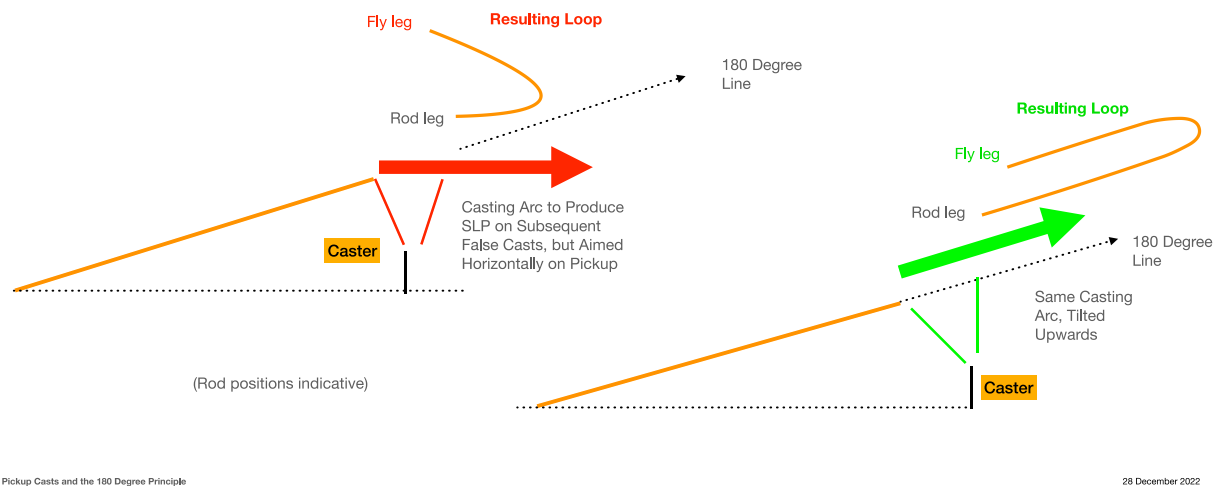 Fly leg
Resulting Loop
Rod leg
180 Degree
Line
Casting Arc to Produce
SLP on Subsequent
False Casts, but Aimed
Horizontally on Pickup
Caster
(Rod positions indicative)
Resulting Loop
Fly leg
Rod leg
180 Degree
Line
Same Casting
Arc, Tilted
Upwards
Caster
Pickup Casts and the 180 Degree Principle
28 December 2022